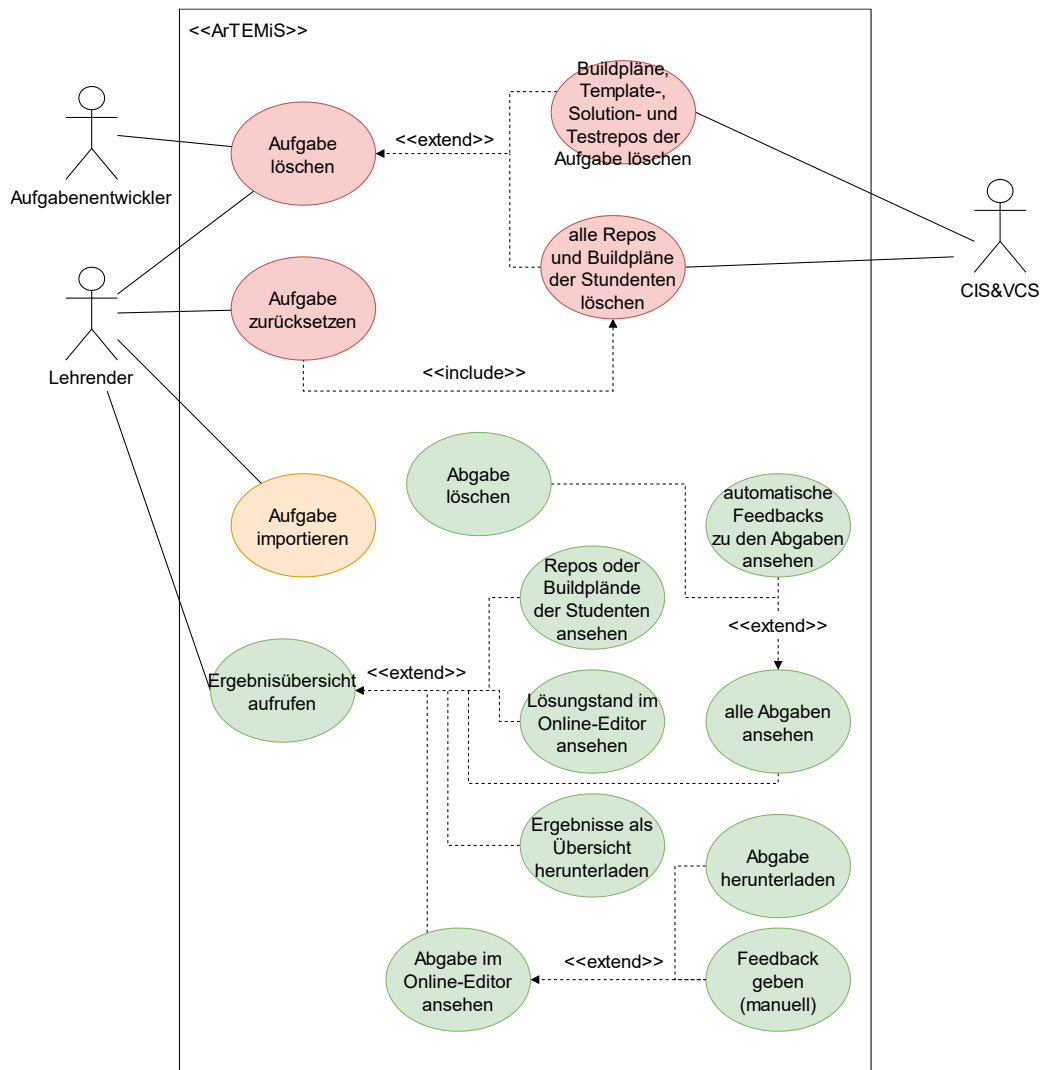 <<ArTEMiS>>
Buildpläne,
Template-,
Solution- und
Testrepos der
Aufgabe löschen
Aufgabe
löschen
<<extend>>
Aufgabenentwickler
alle Repos
und Buildpläne
der Stundenten
löschen
CIS&VCS
Aufgabe
zurücksetzen
Lehrender
<<include>>
Abgabe
löschen
automatische
Feedbacks
zu den Abgaben
ansehen
Aufgabe
importieren
Repos oder
Buildplände
der Studenten
ansehen
<<extend>>
Ergebnisübersicht
aufrufen
<<extend>>
Lösungstand im
Online-Editor
ansehen
alle Abgaben
ansehen
Ergebnisse als
Übersicht
herunterladen
Abgabe
herunterladen
Abgabe im
Online-Editor
ansehen
<<extend>>
Feedback
geben
(manuell)